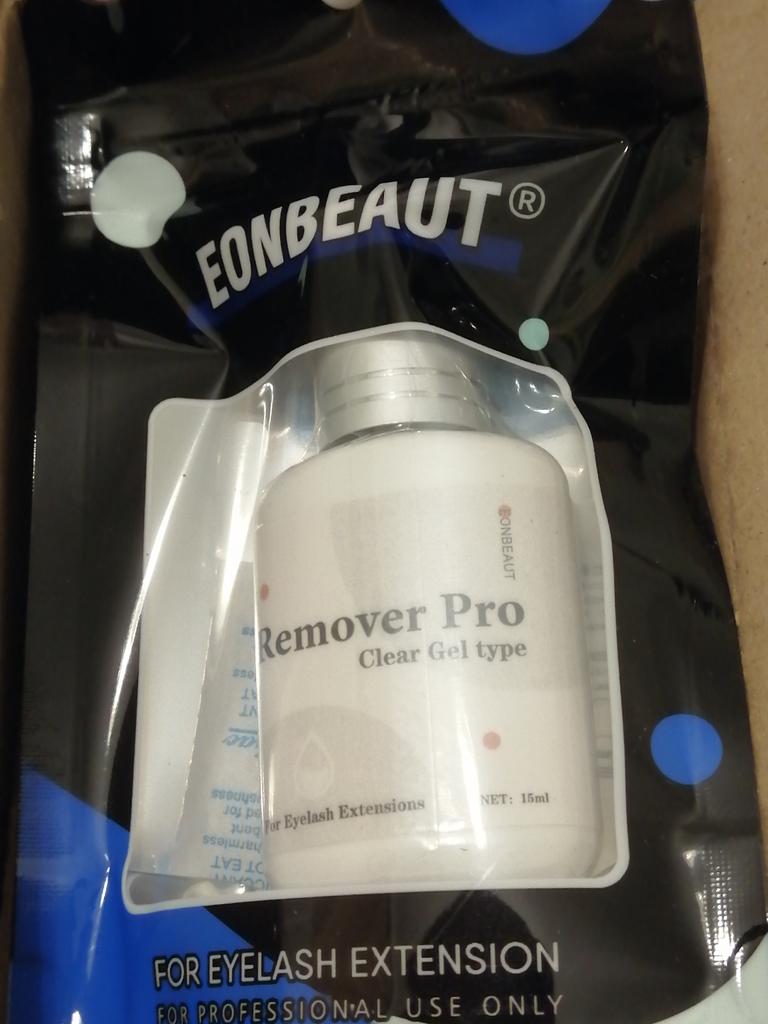 EONBEAUT®
EONBEAUT
Remover Pro
Clear Gel type
For Eyelash Extensions
NET: 15ml
harmless
FOR EYELASH EXTENSION
FOR PROFESSIONAL USE ONLY